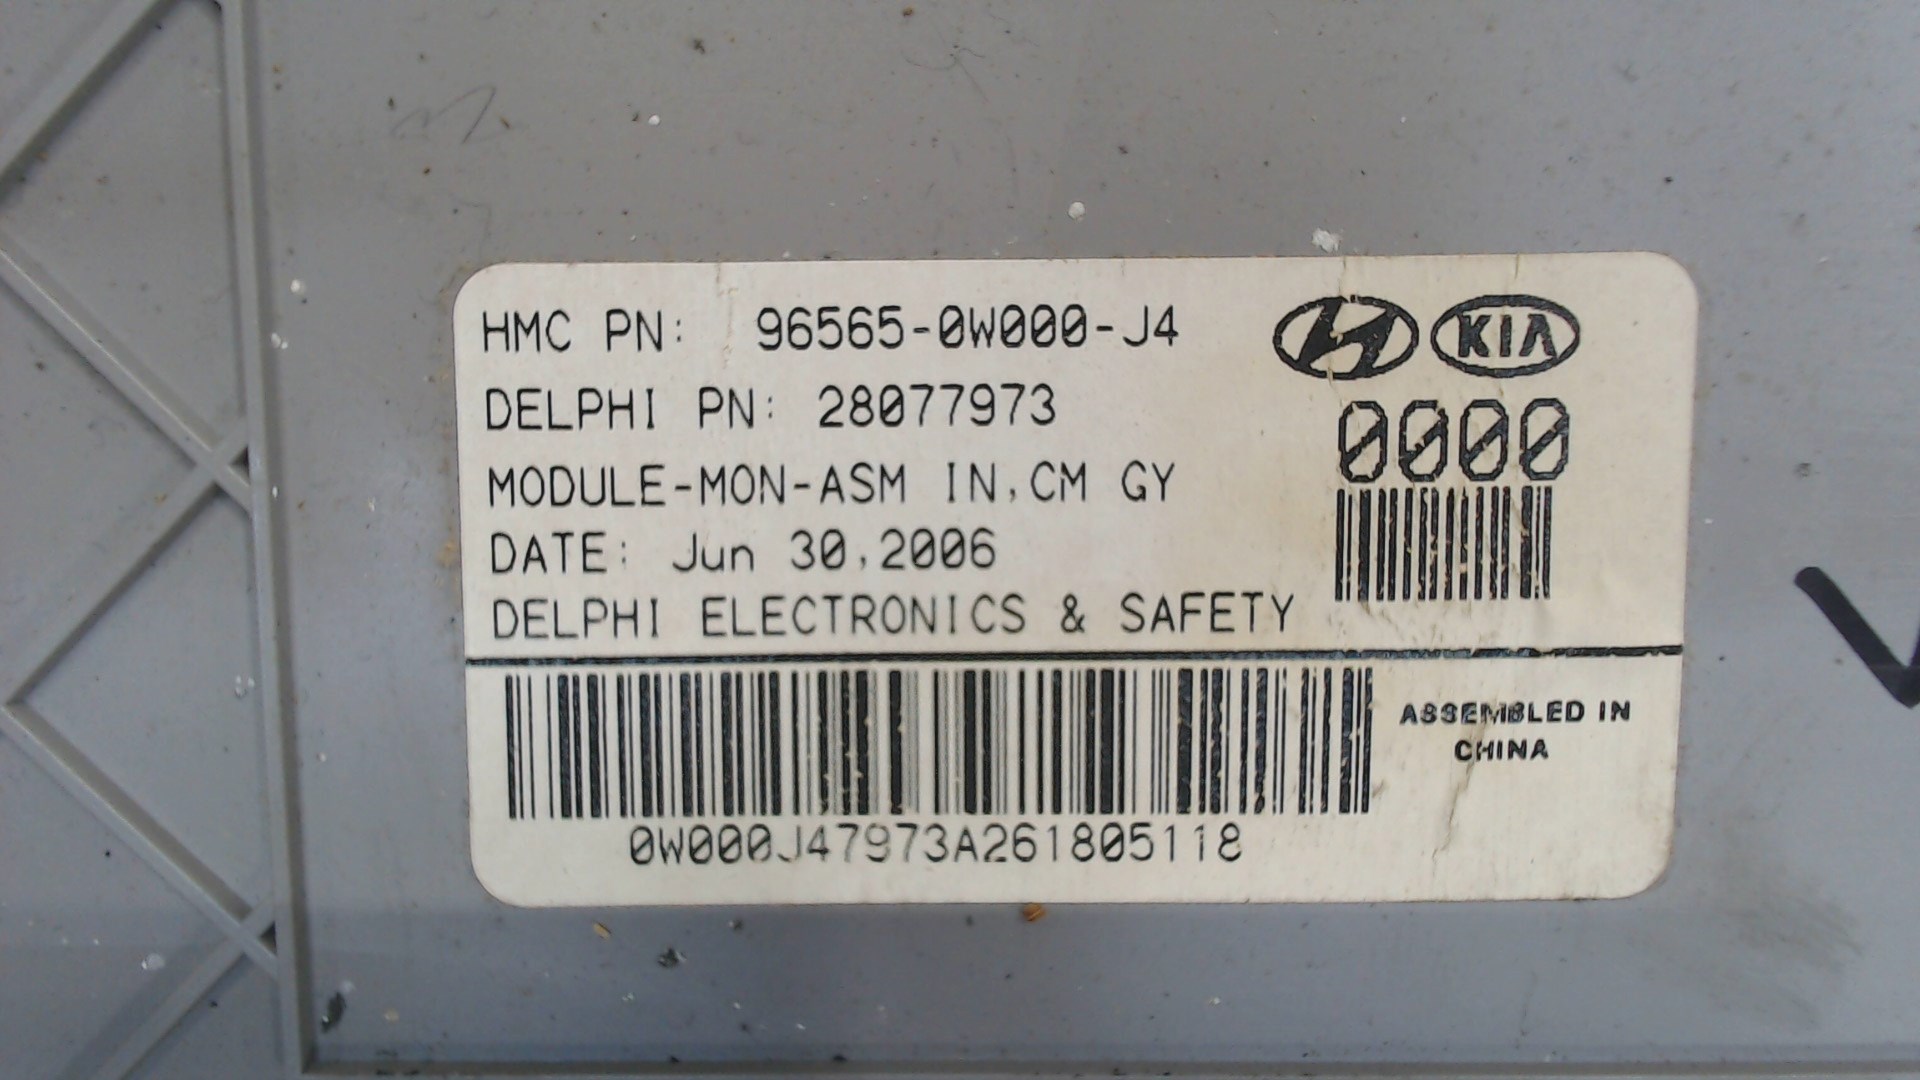 HMC PN: 96565-0W000-J4
KIA
DELPHI PN: 28077973
0000
MODULE-MON-ASM IN,CM GY
DATE: Jun 30,2006
DELPHI ELECTRONICS & SAFETY
ASSEMBLED IN
CHINA
0W000J47973A261805118